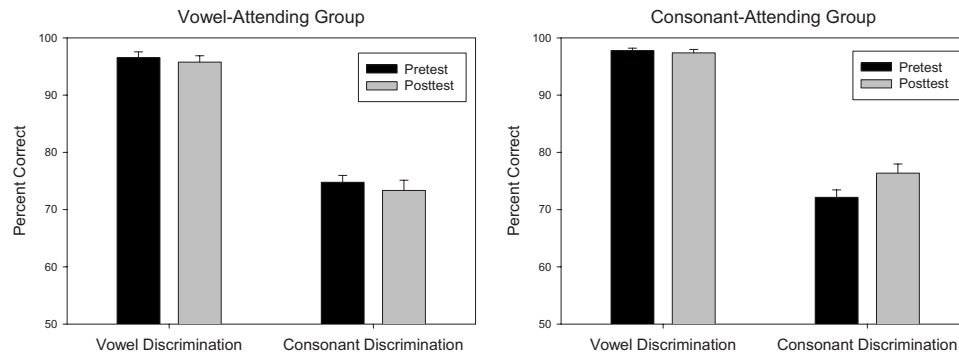 Vowel-Attending Group
Percent Correct
100
90
80
70
60
50
Pretest
Posttest
Vowel Discrimination
Consonant Discrimination
Consonant-Attending Group
Percent Correct
100
90
80
70
60
50
Pretest
Posttest
Vowel Discrimination
Consonant Discrimination